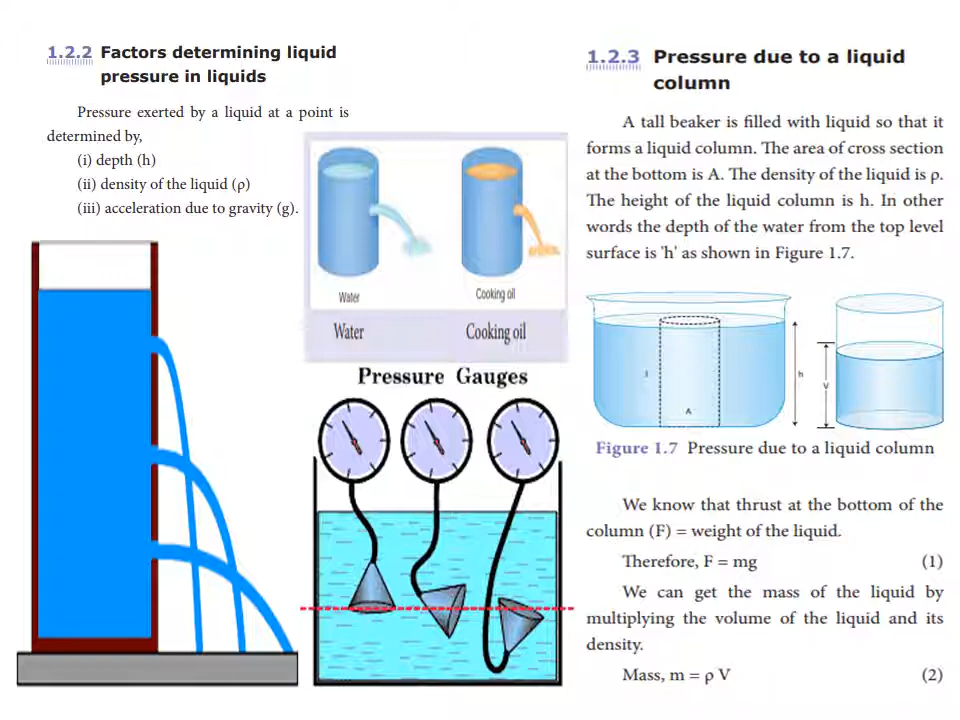 1.2.2 Factors determining liquid
pressure in liquids
Pressure exerted by a liquid at a point is
determined by,
(i) depth (h)
(ii) density of the liquid (ρ)
(iii) acceleration due to gravity (g).
Water
Cooking oil
Water
Cooking oil
Pressure Gauges
1.2.3 Pressure due to a liquid
column
A tall beaker is filled with liquid so that it
forms a liquid column. The area of cross section
at the bottom is A. The density of the liquid is ρ.
The height of the liquid column is h. In other
words the depth of the water from the top level
surface is 'h' as shown in Figure 1.7.
h
A
V
Figure 1.7 Pressure due to a liquid column
We know that thrust at the bottom of the
column (F) = weight of the liquid.
Therefore, F = mg (1)
We can get the mass of the liquid by
multiplying the volume of the liquid and its
density.
Mass, m = ρ V (2)